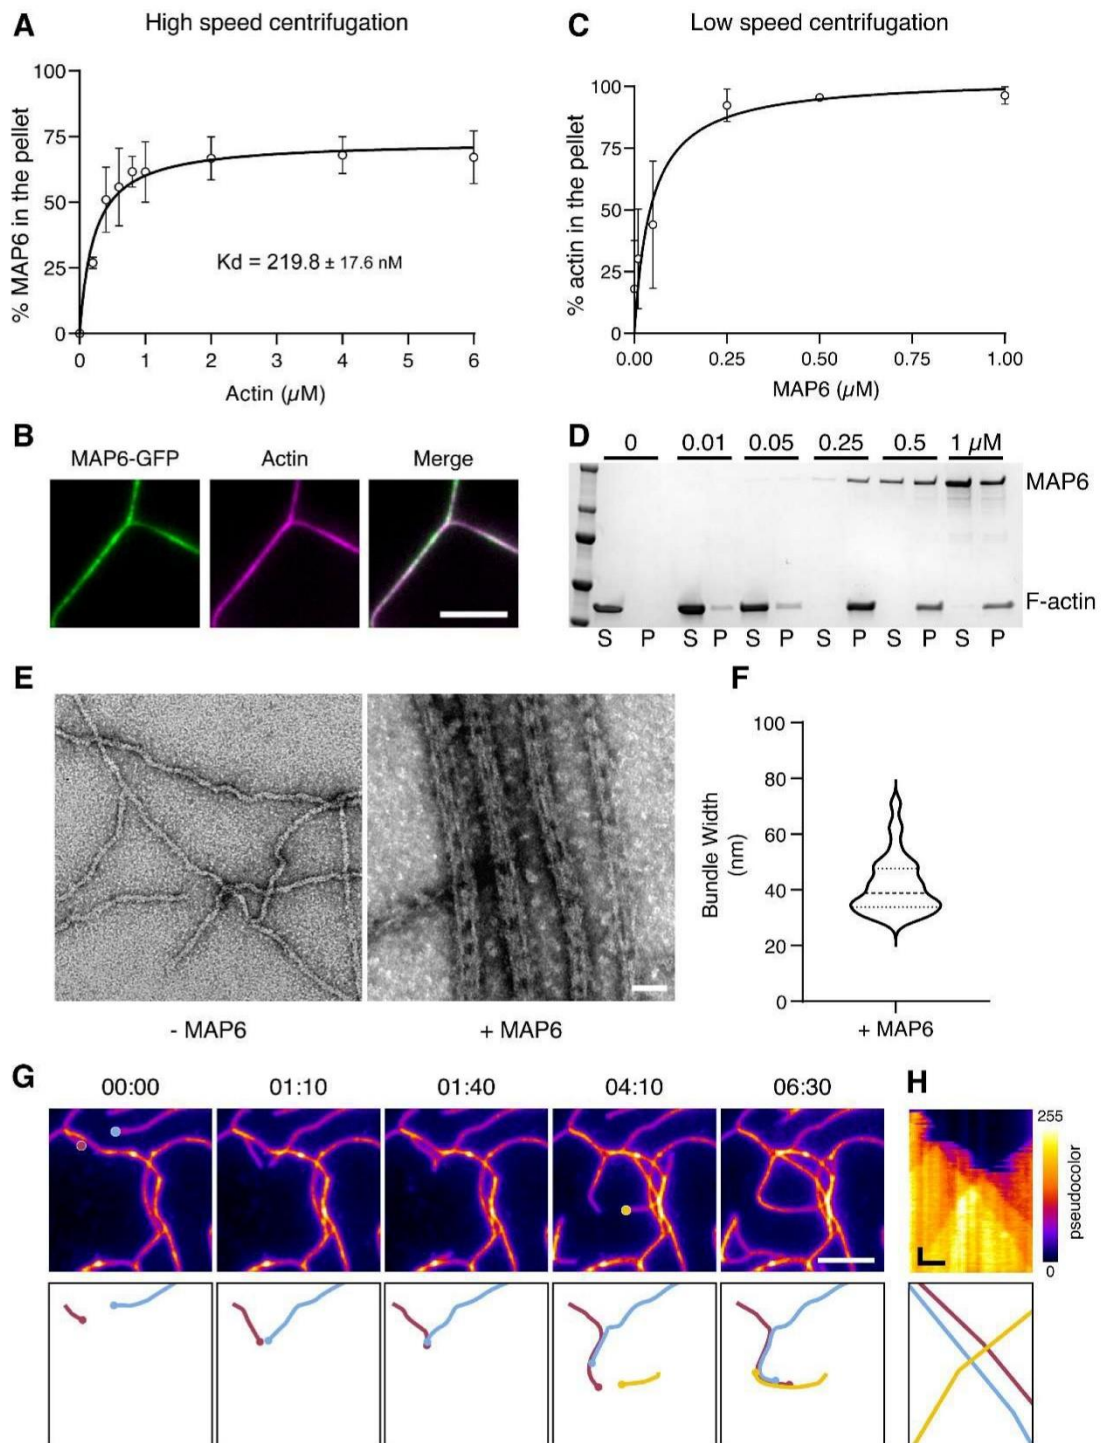 A
High speed centrifugation
% MAP6 in the pellet
100
75
50
25
0
Kd = 219.8 ± 17.6 nM
0 1 2 3 4 5 6
Actin (µM)
C
Low speed centrifugation
% actin in the pellet
100
75
50
25
0
0.00 0.25 0.50 0.75 1.00
MAP6 (µM)
B
MAP6-GFP Actin Merge
D
0 0.01 0.05 0.25 0.5 1 µM
MAP6
F-actin
S P S P S P S P S P S P
E
- MAP6 + MAP6
F
Bundle Width
(nm)
100
80
60
40
20
0
+ MAP6
G
00:00 01:10 01:40 04:10 06:30
H
255
pseudocolor
0